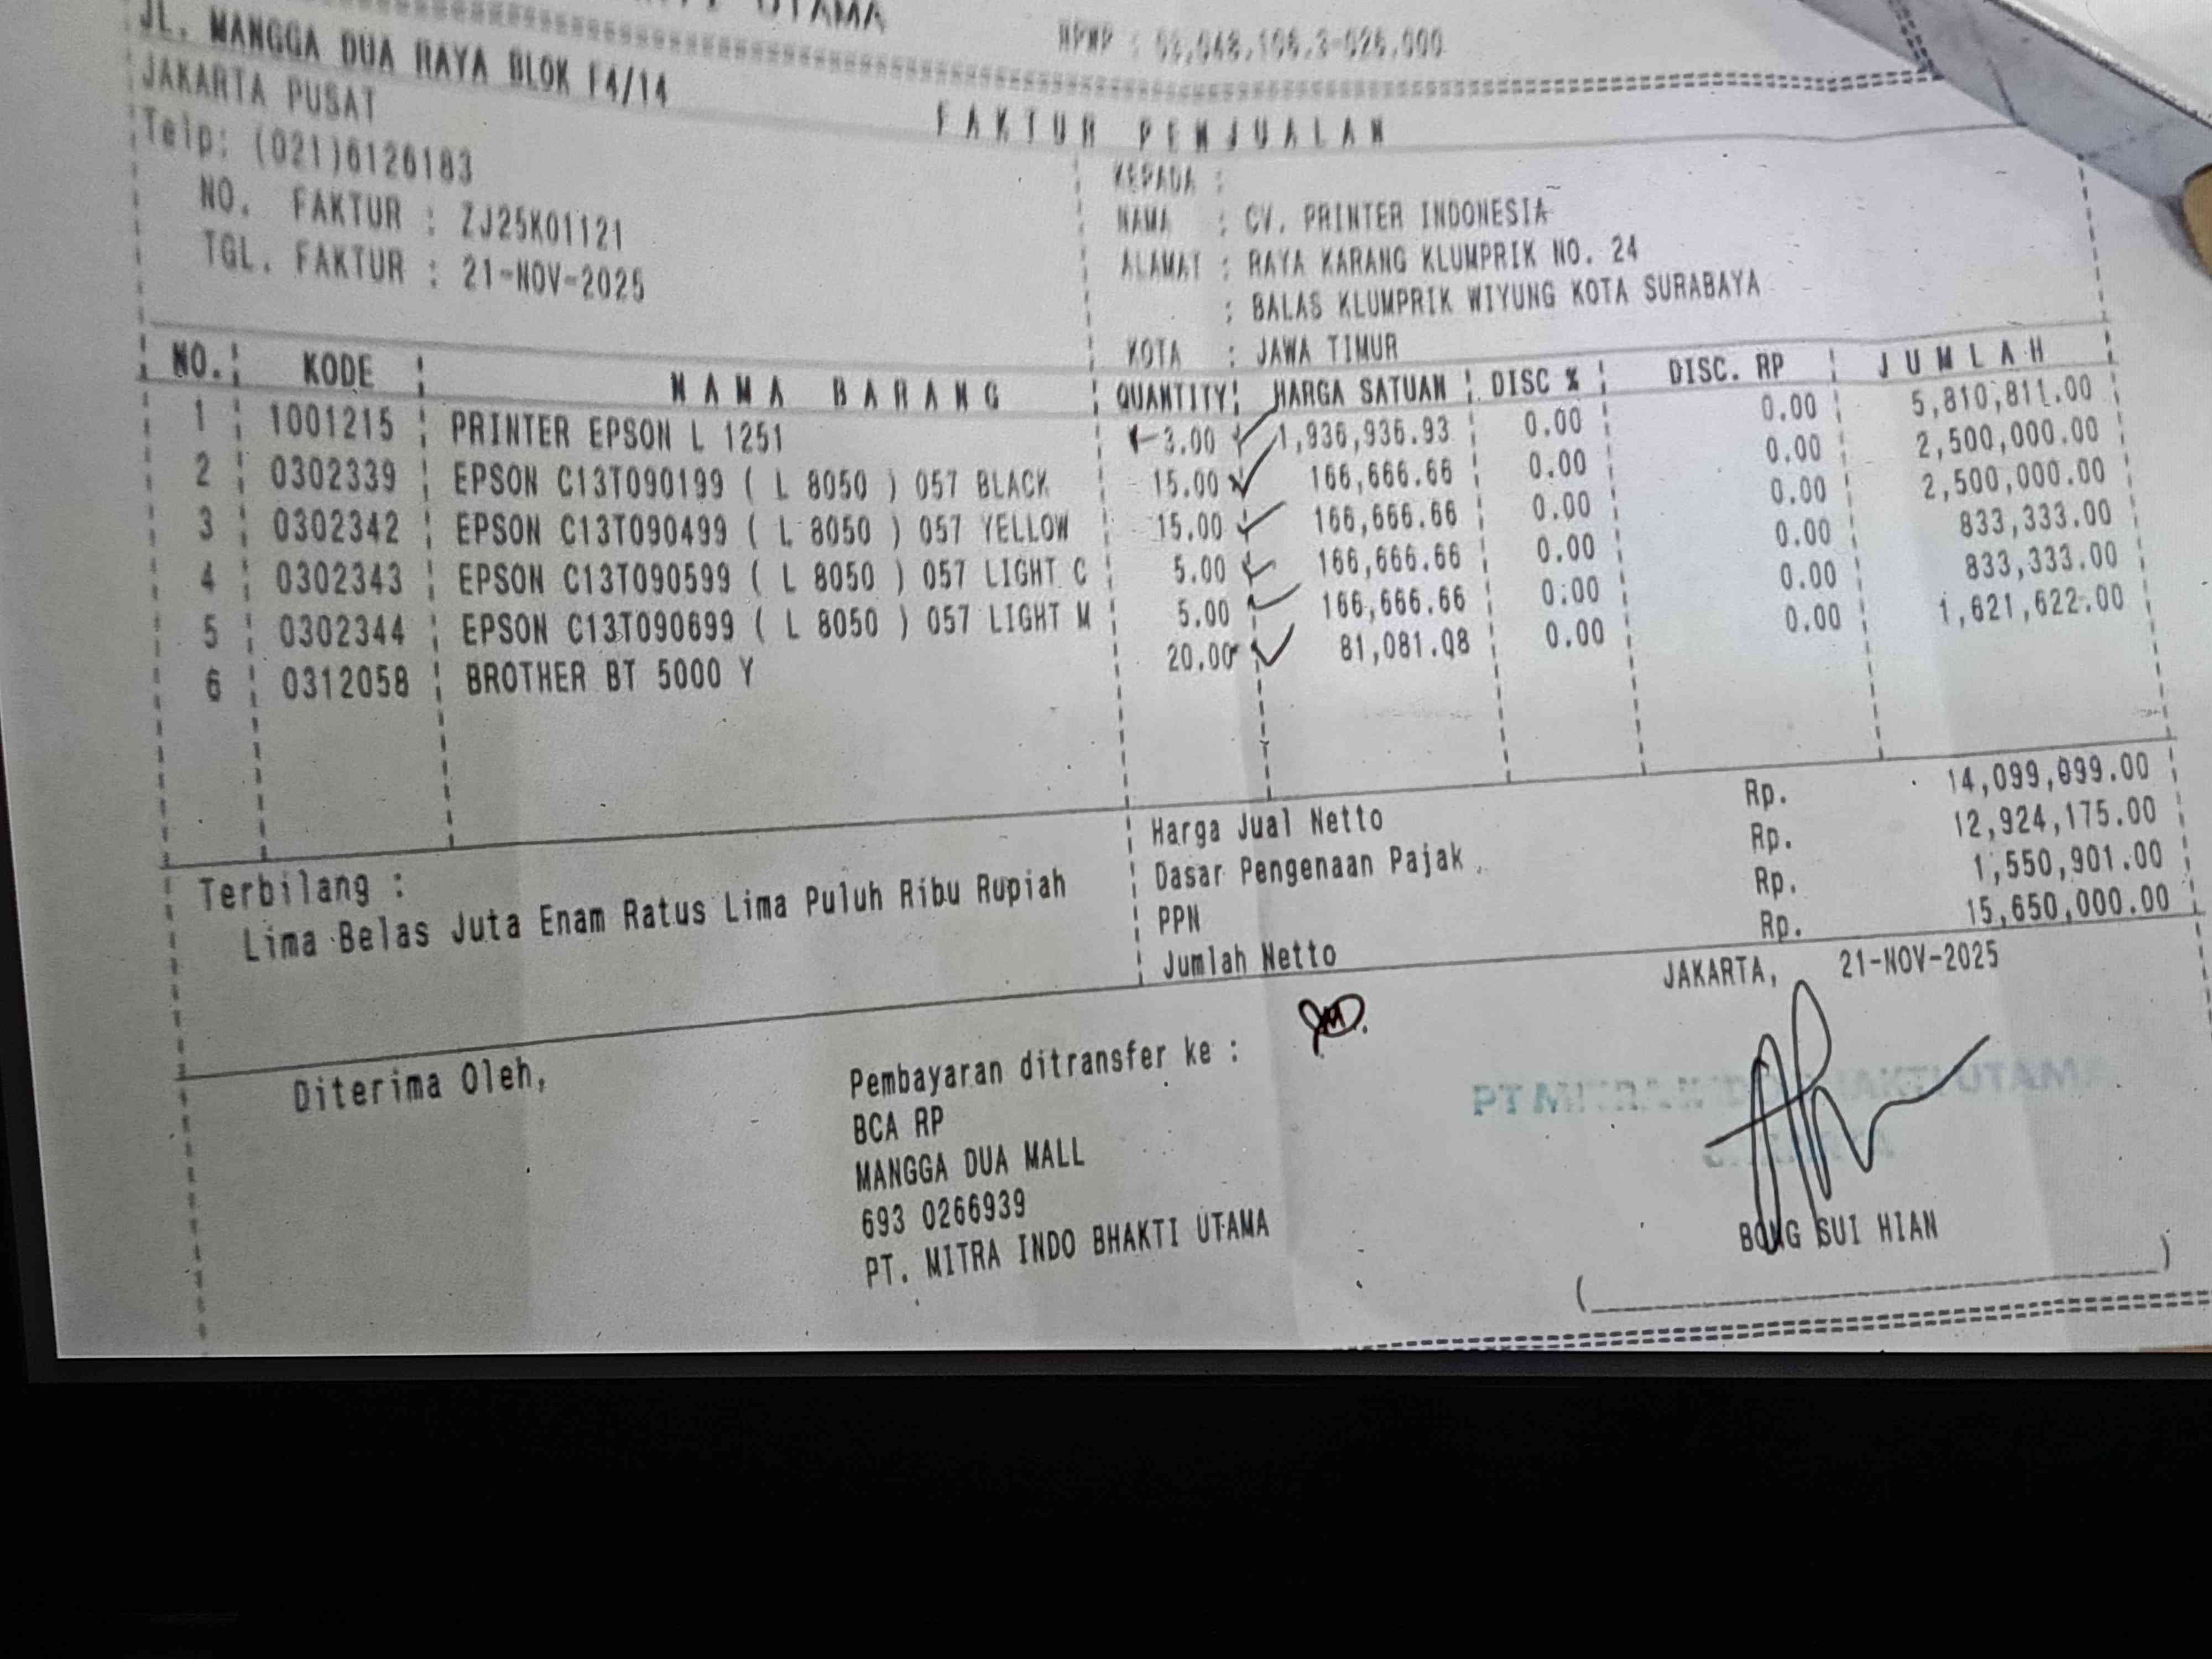 UTAMA
JL. MANGGA DUA RAYA BLOK F4/14
JAKARTA PUSAT
Telp: (021)6126183
NPWP :
FAKTUR PENJUALAN
NO. FAKTUR : ZJ25K01121
TGL. FAKTUR : 21-NOV-2025
KEPADA :
NAMA : CV. PRINTER INDONESIA
ALAMAT : RAYA KARANG KLUMPRIK NO. 24
: BALAS KLUMPRIK WIYUNG KOTA SURABAYA
KOTA : JAWA TIMUR
NO. KODE NAMA BARANG QUANTITY HARGA SATUAN DISC % DISC. RP JUMLAH
1 1001215 PRINTER EPSON L 1251 3.00 1,936,936.93 0.00 0.00 5,810,811.00
2 0302339 EPSON C13T090199 ( L 8050 ) 057 BLACK 15.00 166,666.66 0.00 0.00 2,500,000.00
3 0302342 EPSON C13T090499 ( L 8050 ) 057 YELLOW 15.00 166,666.66 0.00 0.00 2,500,000.00
4 0302343 EPSON C13T090599 ( L 8050 ) 057 LIGHT C 5.00 166,666.66 0.00 0.00 833,333.00
5 0302344 EPSON C13T090699 ( L 8050 ) 057 LIGHT M 5.00 166,666.66 0.00 0.00 833,333.00
6 0312058 BROTHER BT 5000 Y 20.00 81,081.08 0.00 0.00 1,621,622.00
Harga Jual Netto Rp. 14,099,099.00
Dasar Pengenaan Pajak Rp. 12,924,175.00
PPN Rp. 1,550,901.00
Jumlah Netto Rp. 15,650,000.00
Terbilang :
Lima Belas Juta Enam Ratus Lima Puluh Ribu Rupiah
JAKARTA, 21-NOV-2025
Diterima Oleh,
Pembayaran ditransfer ke :
BCA RP
MANGGA DUA MALL
693 0266939
PT. MITRA INDO BHAKTI UTAMA
PT MITRA INDO BHAKTI UTAMA
BONG SUI HIAN